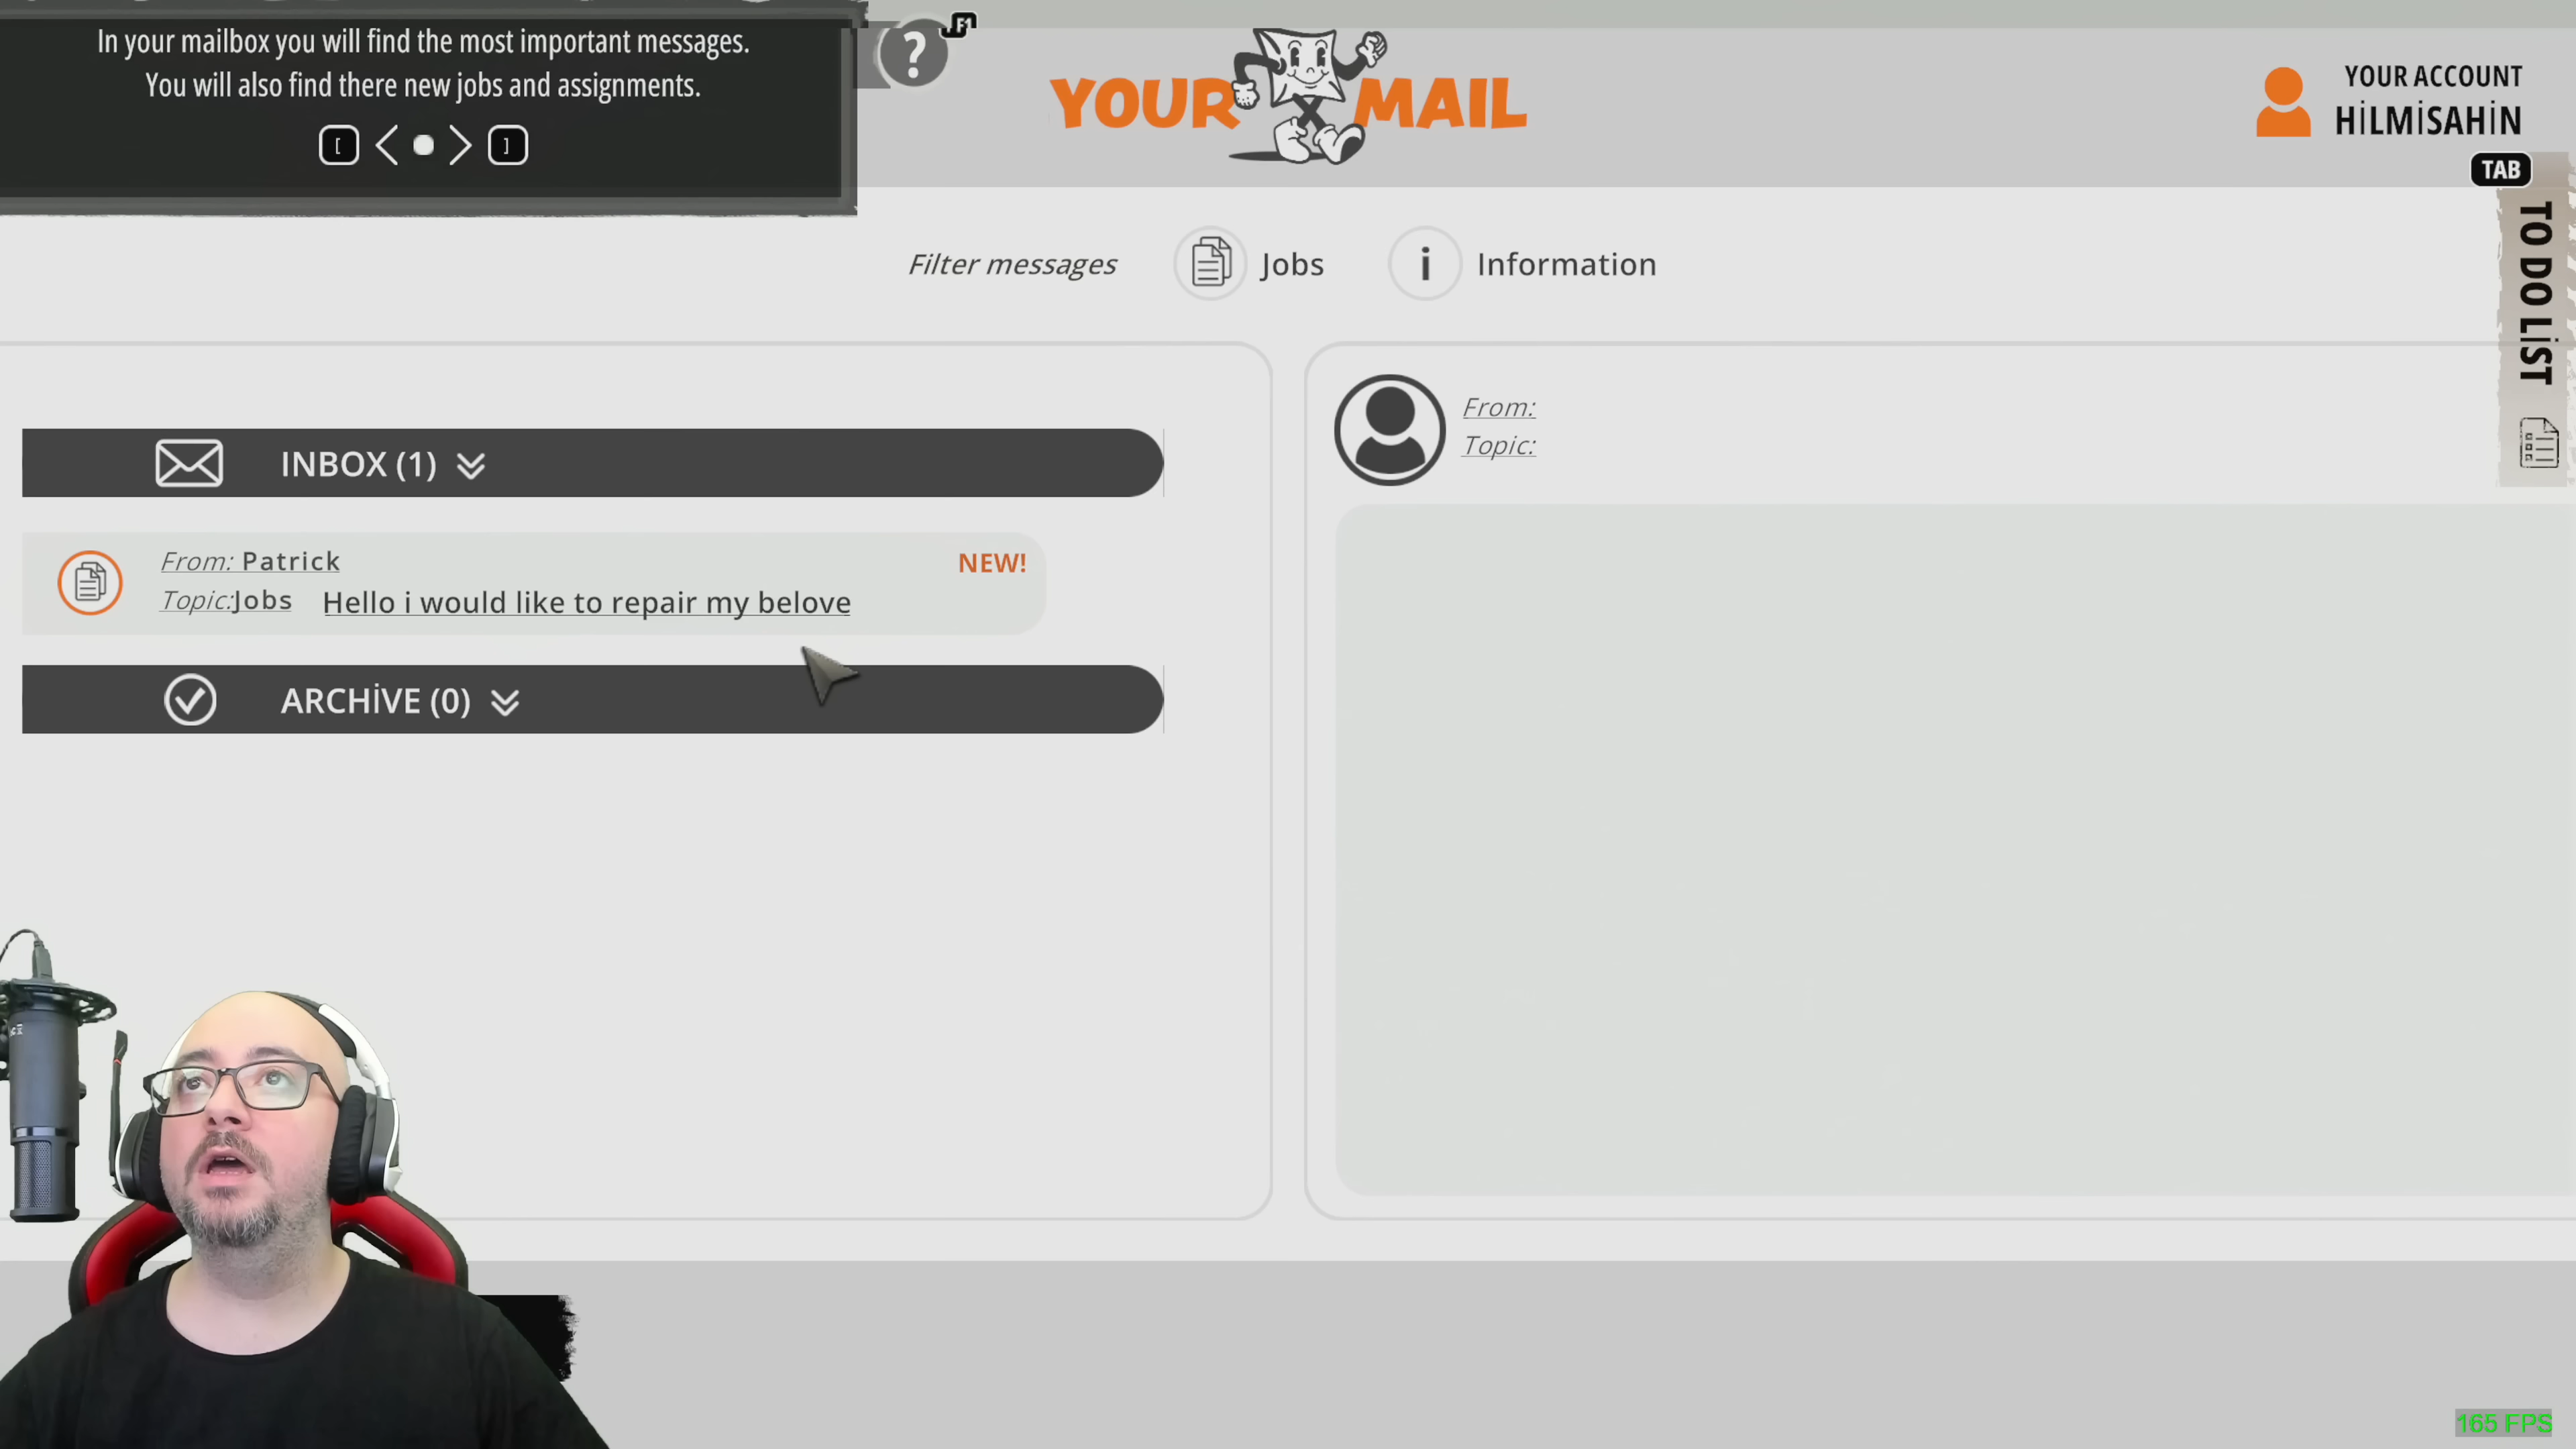 In your mailbox you will find the most important messages.
You will also find there new jobs and assignments.
[ < > ]
? F1
YOUR MAIL
YOUR ACCOUNT
HİLMİSAHİN
TAB
TO DO LİST
Filter messages
Jobs
i
Information
INBOX (1)
From: Patrick
NEW!
Topic:Jobs Hello i would like to repair my belove
ARCHİVE (0)
From:
Topic:
165 FPS